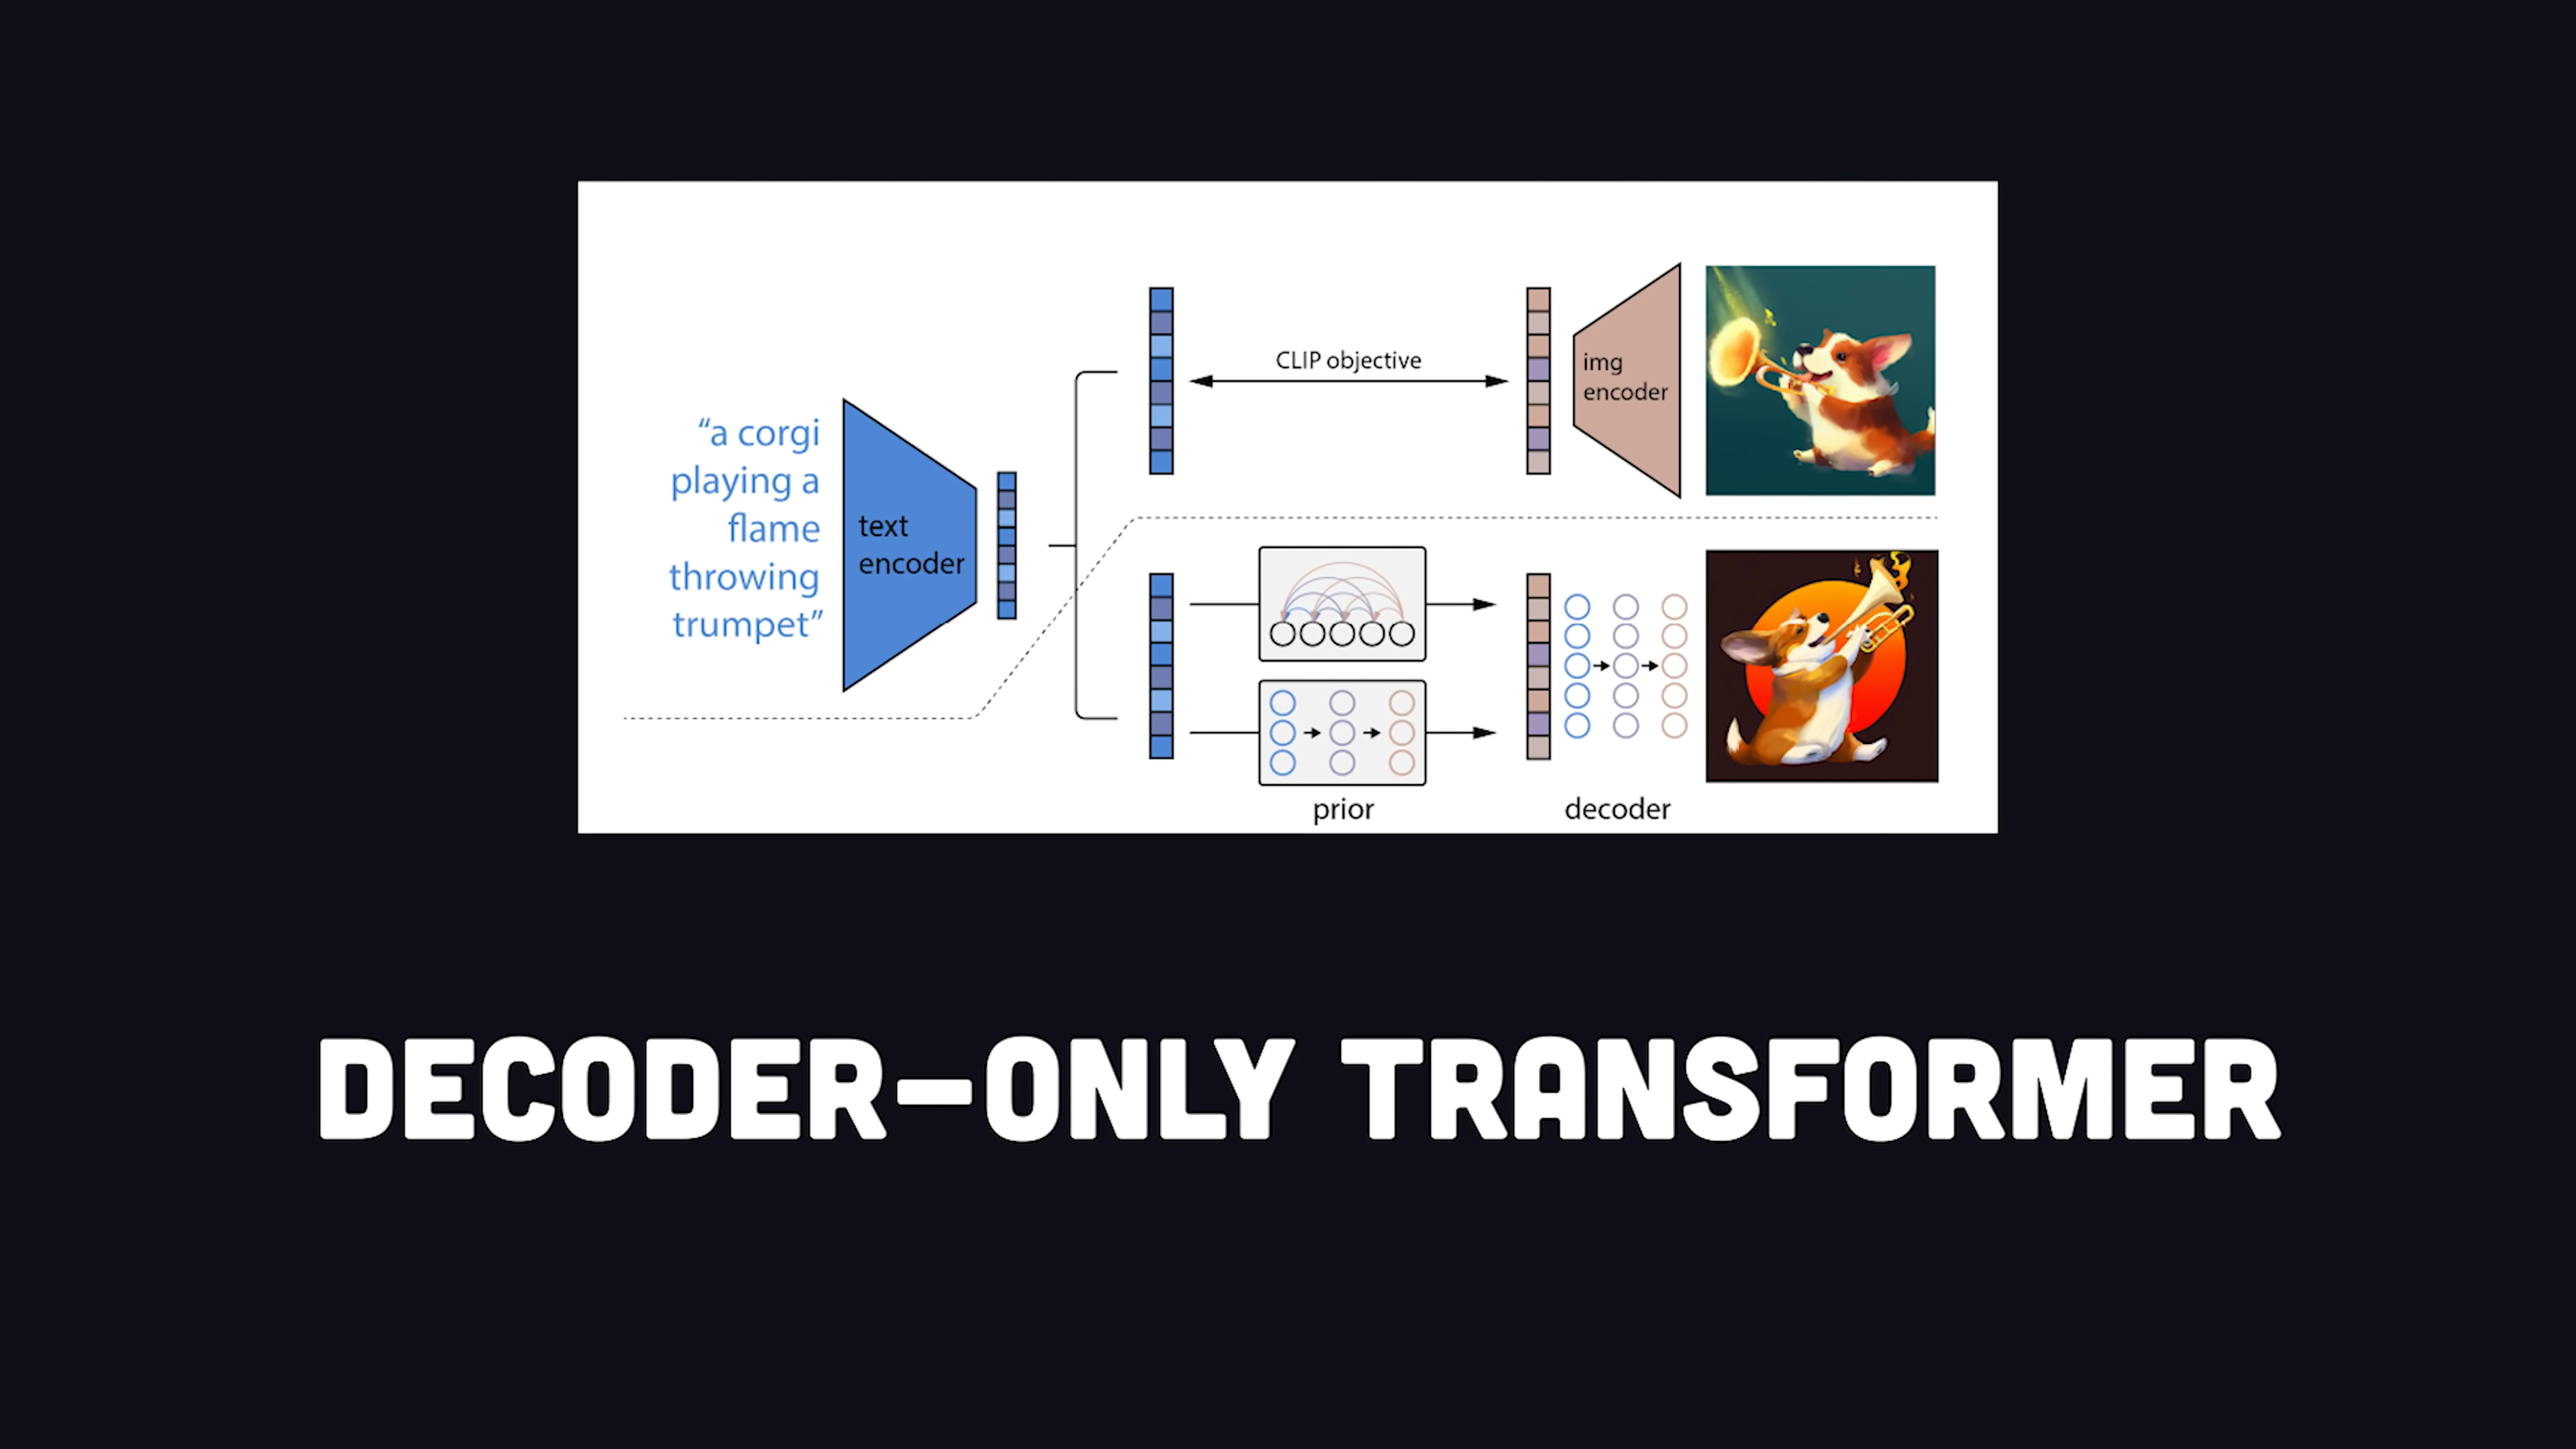 “a corgi
playing a
flame
throwing
trumpet”
text
encoder
CLIP objective
img
encoder
prior
decoder
DECODER–ONLY TRANSFORMER